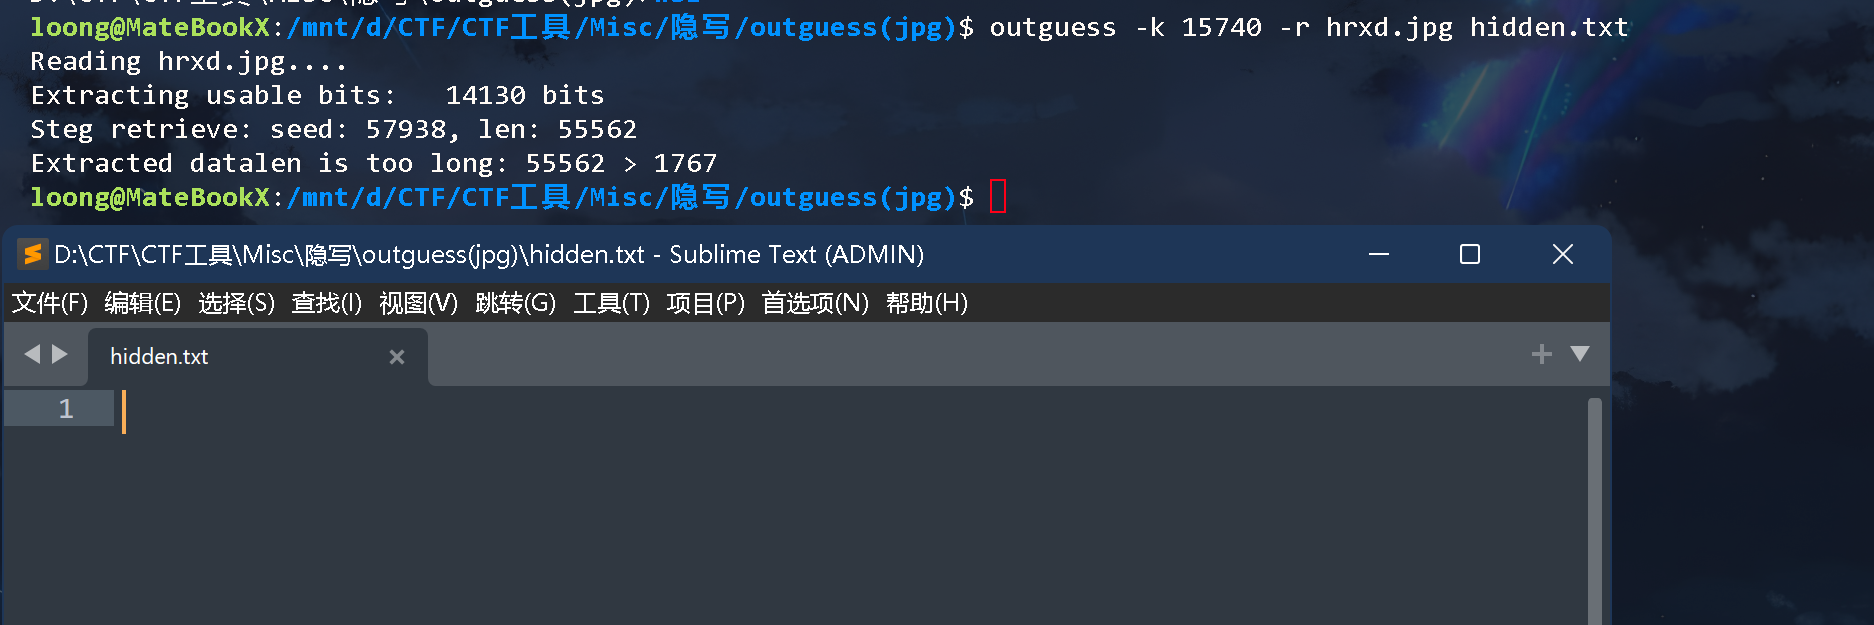 loong@MateBookX:/mnt/d/CTF/CTF工具/Misc/隐写/outguess(jpg)$ outguess -k 15740 -r hrxd.jpg hidden.txt
Reading hrxd.jpg....
Extracting usable bits:   14130 bits
Steg retrieve: seed: 57938, len: 55562
Extracted datalen is too long: 55562 > 1767
loong@MateBookX:/mnt/d/CTF/CTF工具/Misc/隐写/outguess(jpg)$
D:\CTF\CTF工具\Misc\隐写\outguess(jpg)\hidden.txt - Sublime Text (ADMIN)
文件(F) 编辑(E) 选择(S) 查找(I) 视图(V) 跳转(G) 工具(T) 项目(P) 首选项(N) 帮助(H)
hidden.txt
1